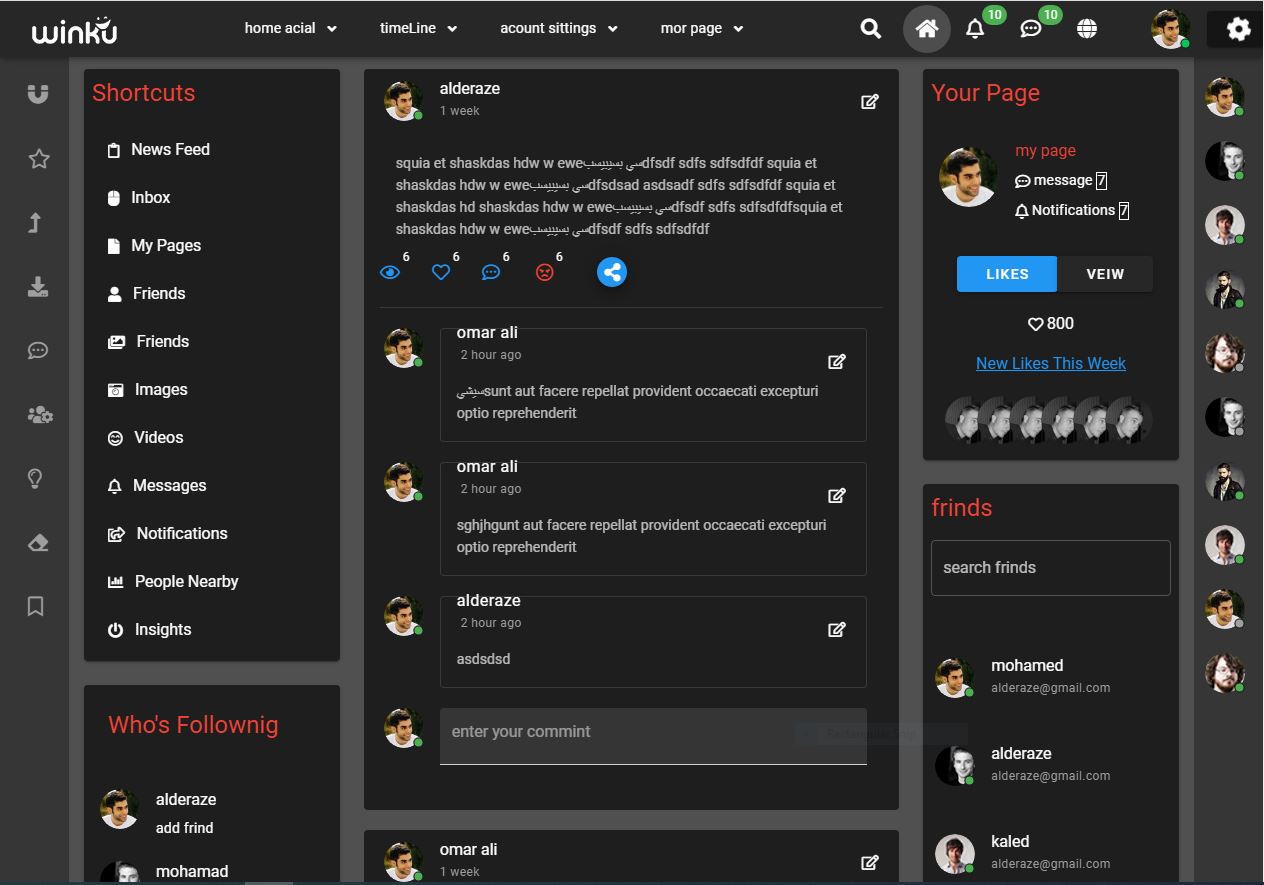 winku
home acial
timeLine
acount sittings
mor page
10
10
Shortcuts
News Feed
Inbox
My Pages
Friends
Friends
Images
Videos
Messages
Notifications
People Nearby
Insights
Who's Follownig
alderaze
add frind
mohamad
alderaze
1 week
squia et shaskdas hdw w eweسي بسيييسبdfsdf sdfs sdfsdfdf squia et
shaskdas hdw w eweسي بسيييسبdfsdsad asdsadf sdfs sdfsdfdf squia et
shaskdas hd shaskdas hdw w eweسي بسيييسبdfsdf sdfs sdfsdfdfsquia et
shaskdas hdw w eweسي بسيييسبdfsdf sdfs sdfsdfdf
6
6
6
6
omar ali
2 hour ago
سيشيsunt aut facere repellat provident occaecati excepturi
optio reprehenderit
omar ali
2 hour ago
sghjhgunt aut facere repellat provident occaecati excepturi
optio reprehenderit
alderaze
2 hour ago
asdsdsd
enter your commint
Rectangular Snip
omar ali
1 week
Your Page
my page
message 7
Notifications 7
LIKES
VEIW
800
New Likes This Week
frinds
search frinds
mohamed
alderaze@gmail.com
alderaze
alderaze@gmail.com
kaled
alderaze@gmail.com